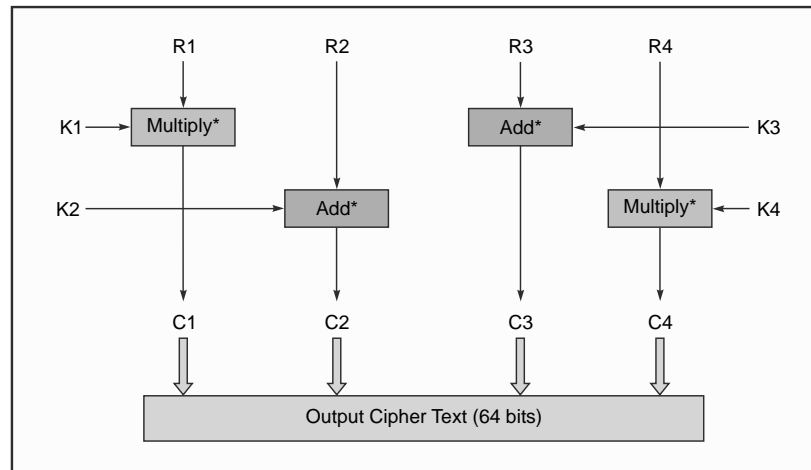 R1 R2 R3 R4
K1 Multiply* Add* K3
K2 Add* Multiply* K4
C1 C2 C3 C4
Output Cipher Text (64 bits)